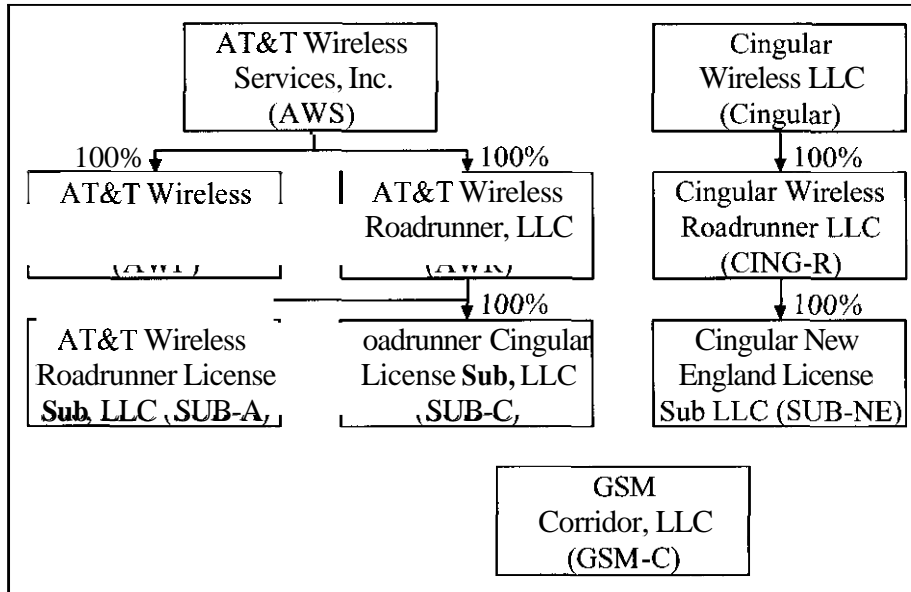 AT&T Wireless
Services, Inc.
(AWS)
Cingular
Wireless LLC
(Cingular)
100%
100%
100%
AT&T Wireless
AT&T Wireless
Roadrunner, LLC
(AWR)
Cingular Wireless
Roadrunner LLC
(CING-R)
100%
100%
AT&T Wireless
Roadrunner License
Sub, LLC (SUB-A)
oadrunner Cingular
License Sub, LLC
(SUB-C)
Cingular New
England License
Sub LLC (SUB-NE)
GSM
Corridor, LLC
(GSM-C)